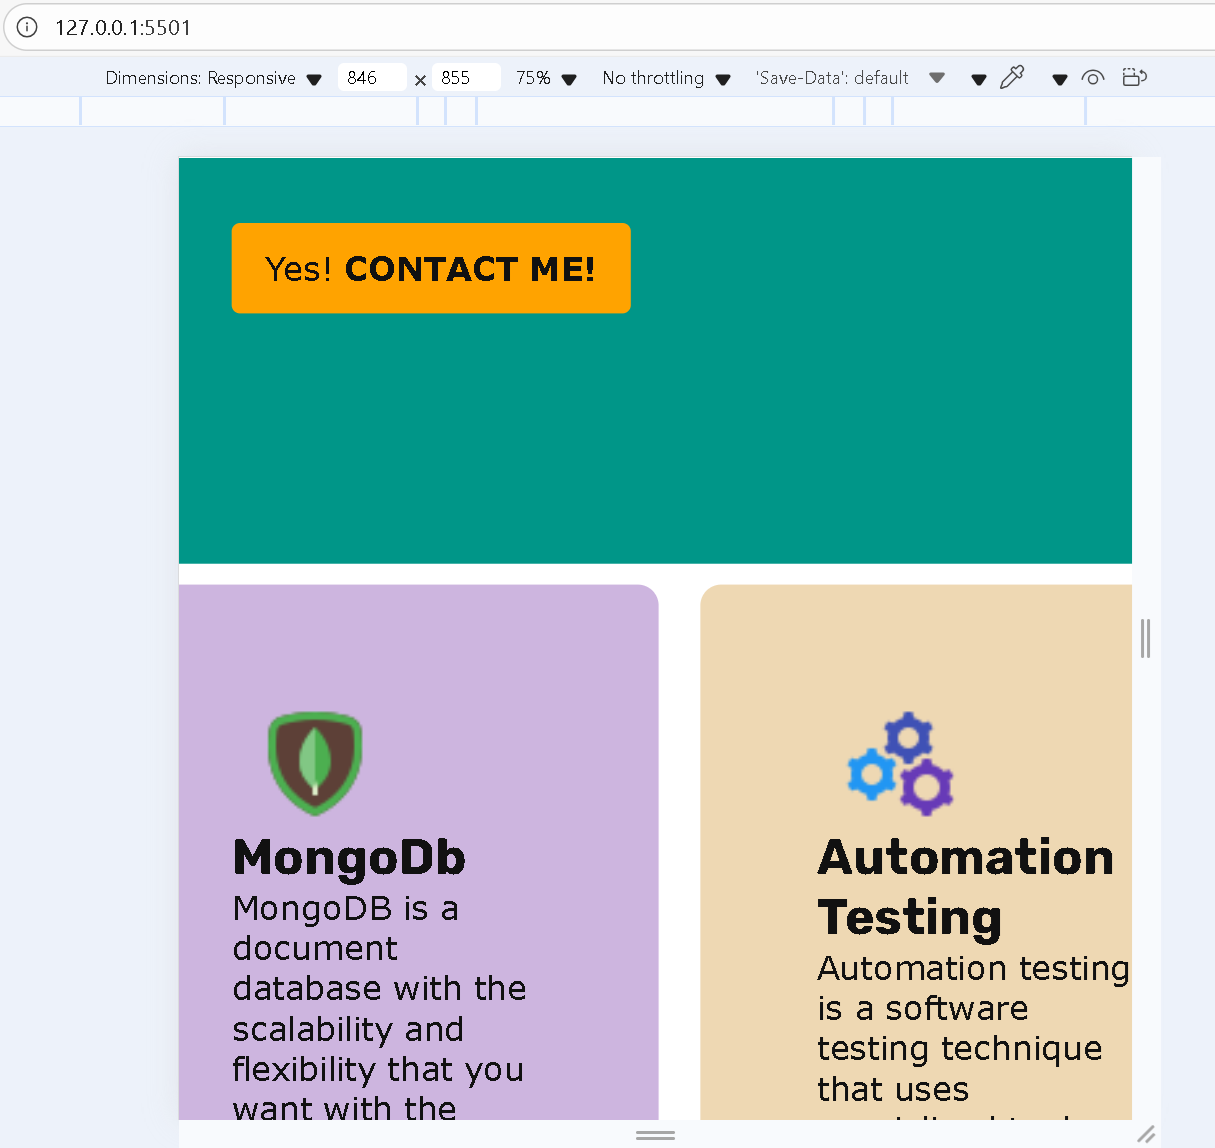 127.0.0.1:5501
Dimensions: Responsive 846 × 855 75% No throttling 'Save-Data': default
Yes! CONTACT ME!
MongoDb
MongoDB is a
document
database with the
scalability and
flexibility that you
want with the
Automation
Testing
Automation testing
is a software
testing technique
that uses